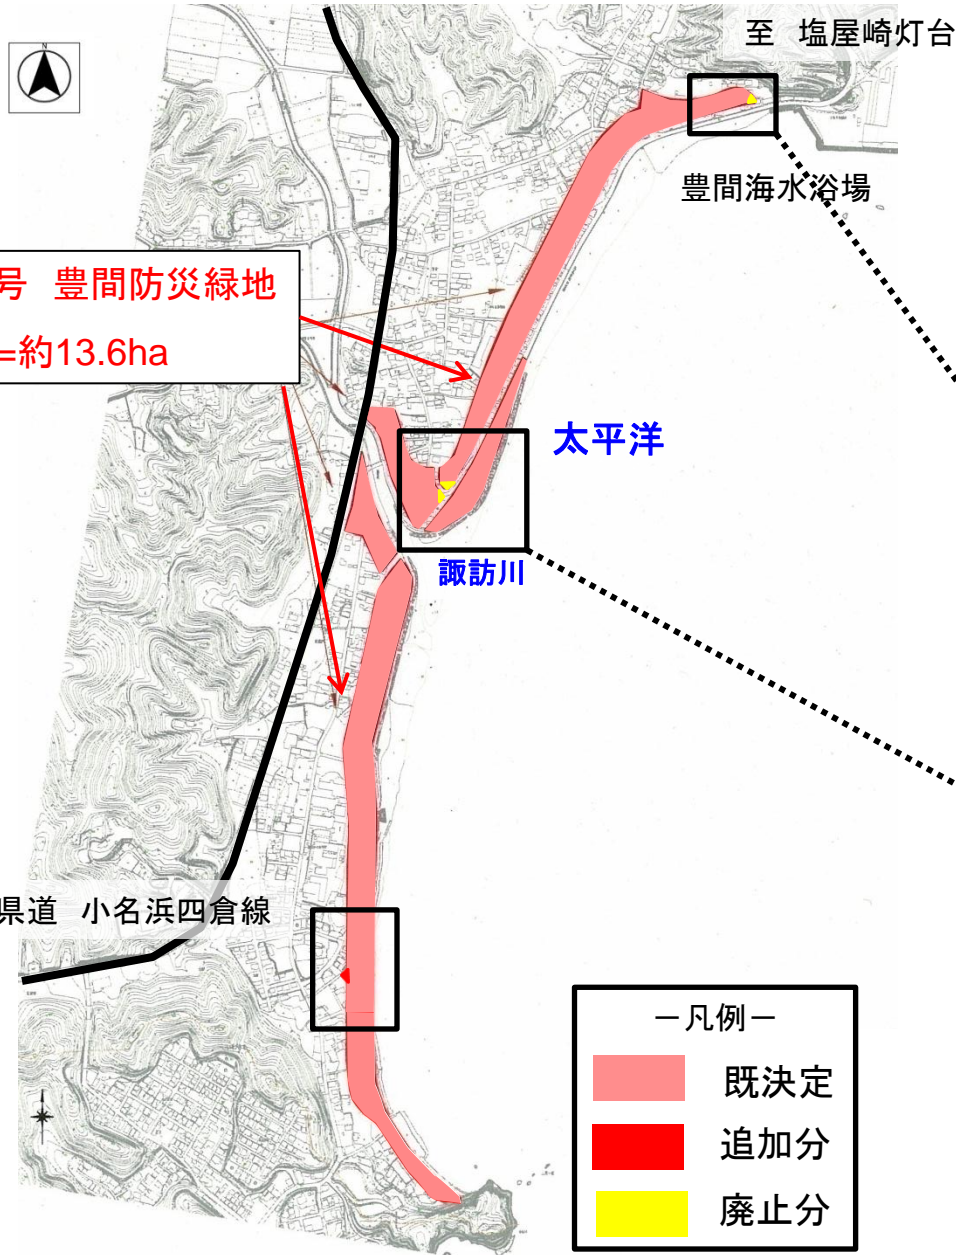 至 塩屋崎灯台
N
豊間海水浴場
号 豊間防災緑地
=約13.6ha
太平洋
諏訪川
県道 小名浜四倉線
－凡例－
既決定
追加分
廃止分